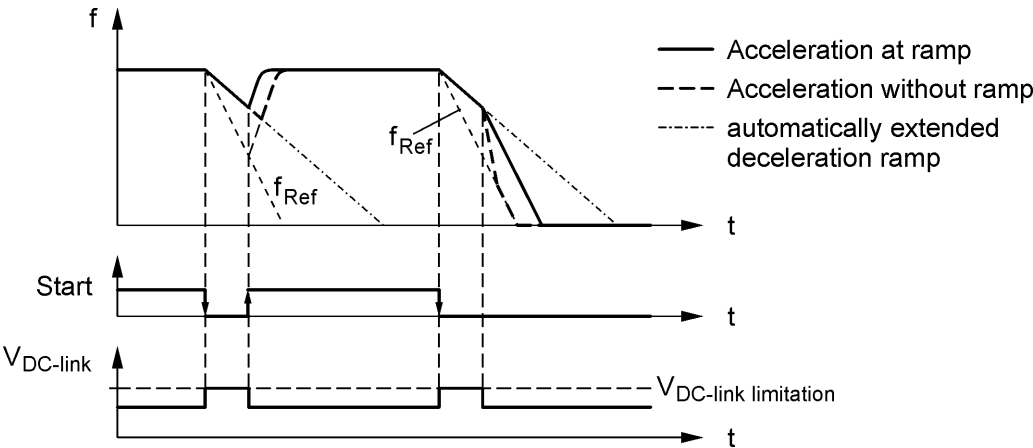 f
Acceleration at ramp
Acceleration without ramp
automatically extended
deceleration ramp
fRef
fRef
t
Start
t
VDC-link
VDC-link limitation
t